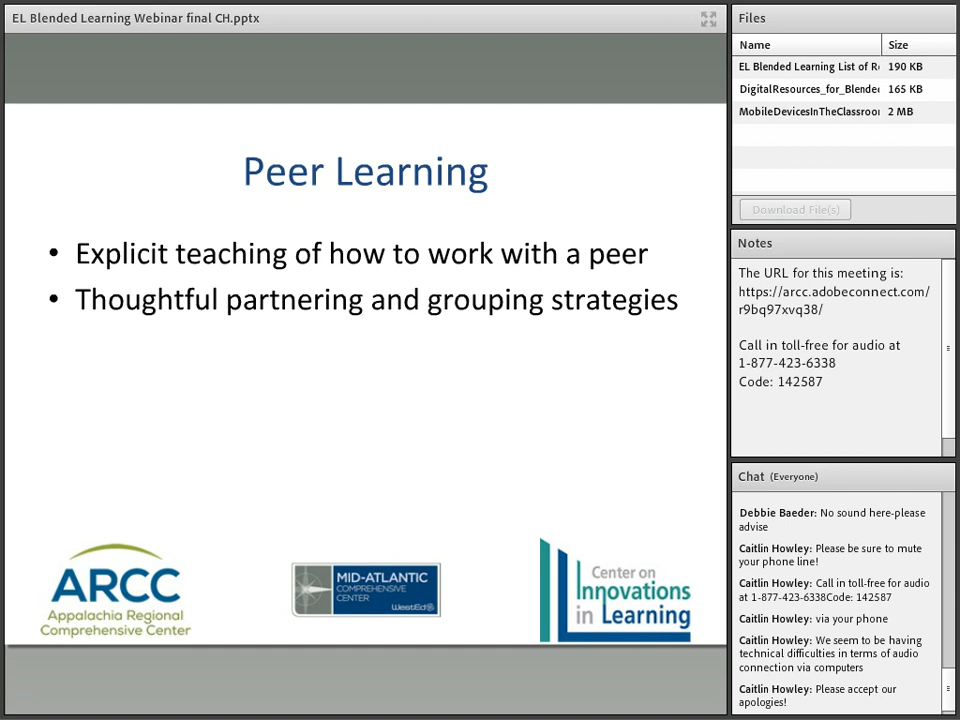 EL Blended Learning Webinar final CH.pptx
Peer Learning
• Explicit teaching of how to work with a peer
• Thoughtful partnering and grouping strategies
ARCC
Appalachia Regional
Comprehensive Center
MID-ATLANTIC
COMPREHENSIVE
CENTER
WestEd
Center on
Innovations
in Learning
Files
Name Size
EL Blended Learning List of R 190 KB
DigitalResources_for_Blended 165 KB
MobileDevicesInTheClassroom 2 MB
Download File(s)
Notes
The URL for this meeting is:
https://arcc.adobeconnect.com/
r9bq97xvq38/
Call in toll-free for audio at
1-877-423-6338
Code: 142587
Chat (Everyone)
Debbie Baeder: No sound here-please
advise
Caitlin Howley: Please be sure to mute
your phone line!
Caitlin Howley: Call in toll-free for audio
at 1-877-423-6338Code: 142587
Caitlin Howley: via your phone
Caitlin Howley: We seem to be having
technical difficulties in terms of audio
connection via computers
Caitlin Howley: Please accept our
apologies!